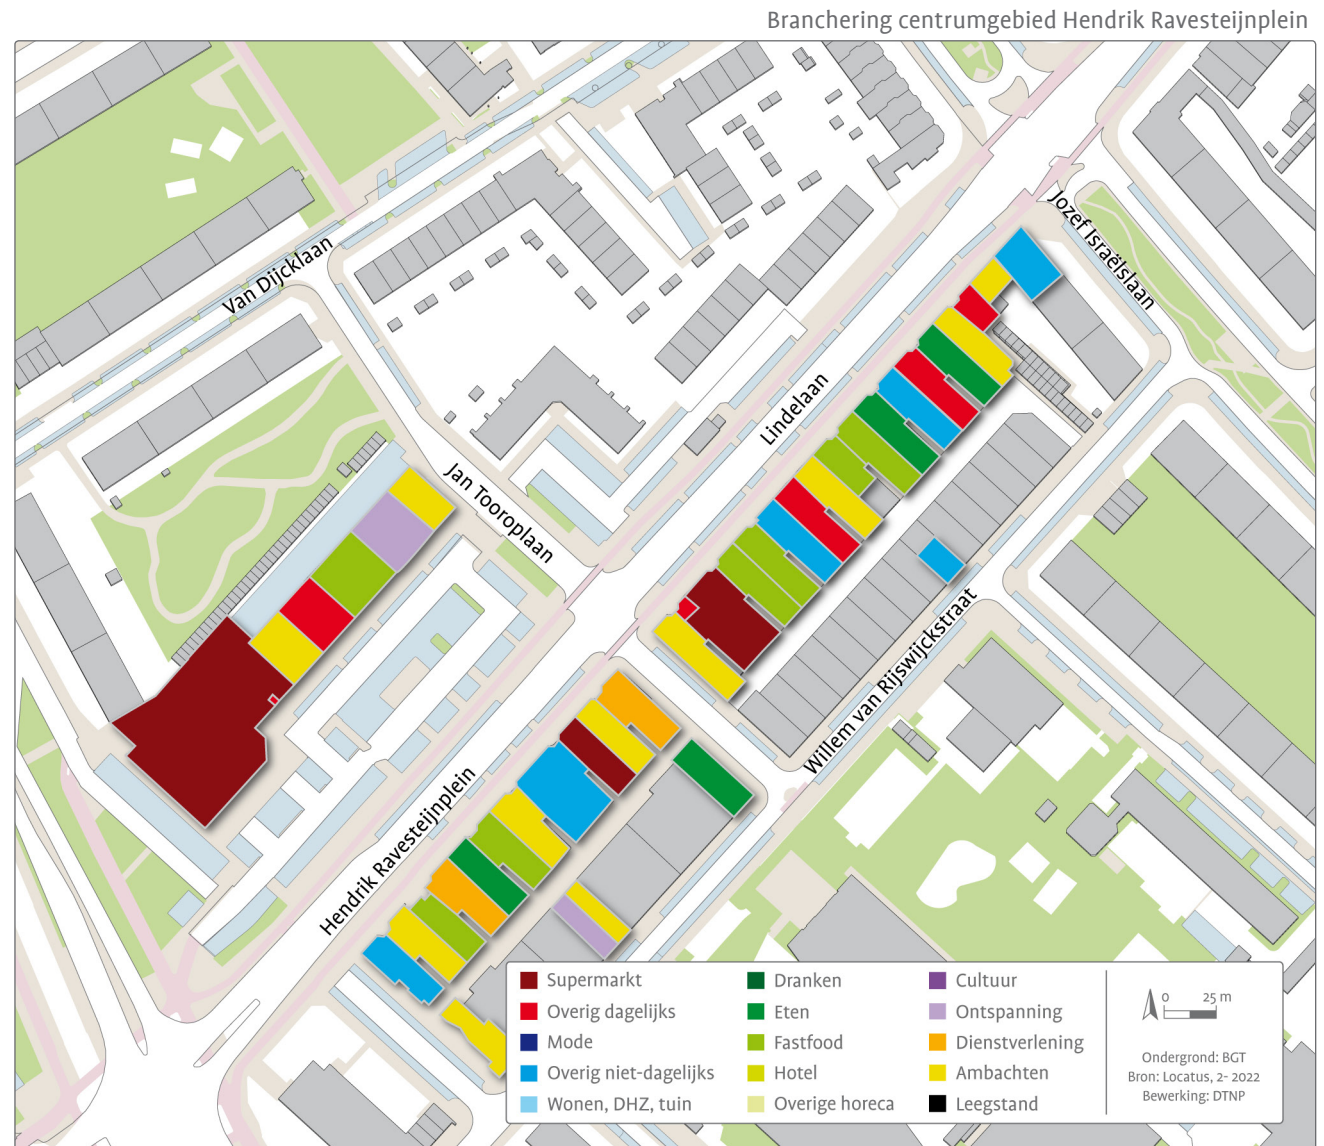 Branchering centrumgebied Hendrik Ravesteijnplein
Van Dijcklaan
Jozef Israëlslaan
Lindelaan
Jan Tooroplaan
Willem van Rijswijckstraat
Hendrik Ravesteijnplein
Supermarkt
Overig dagelijks
Mode
Overig niet-dagelijks
Wonen, DHZ, tuin
Dranken
Eten
Fastfood
Hotel
Overige horeca
Cultuur
Ontspanning
Dienstverlening
Ambachten
Leegstand
0 25 m
Ondergrond: BGT
Bron: Locatus, 2- 2022
Bewerking: DTNP